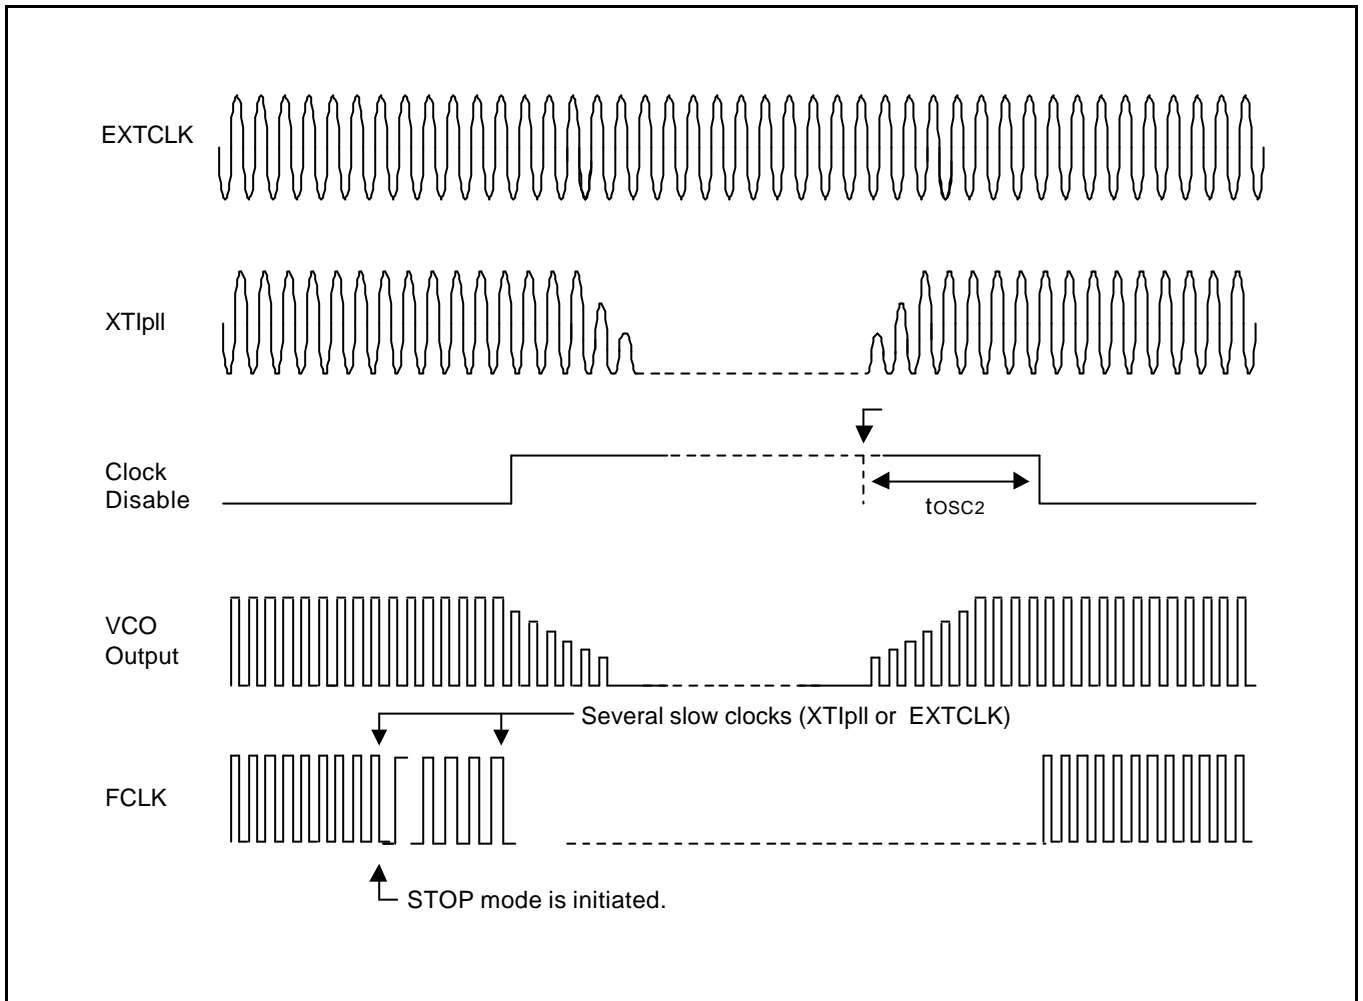 EXTCLK
XTIpll
Clock
Disable
tOSC2
VCO
Output
Several slow clocks (XTIpll or EXTCLK)
FCLK
STOP mode is initiated.